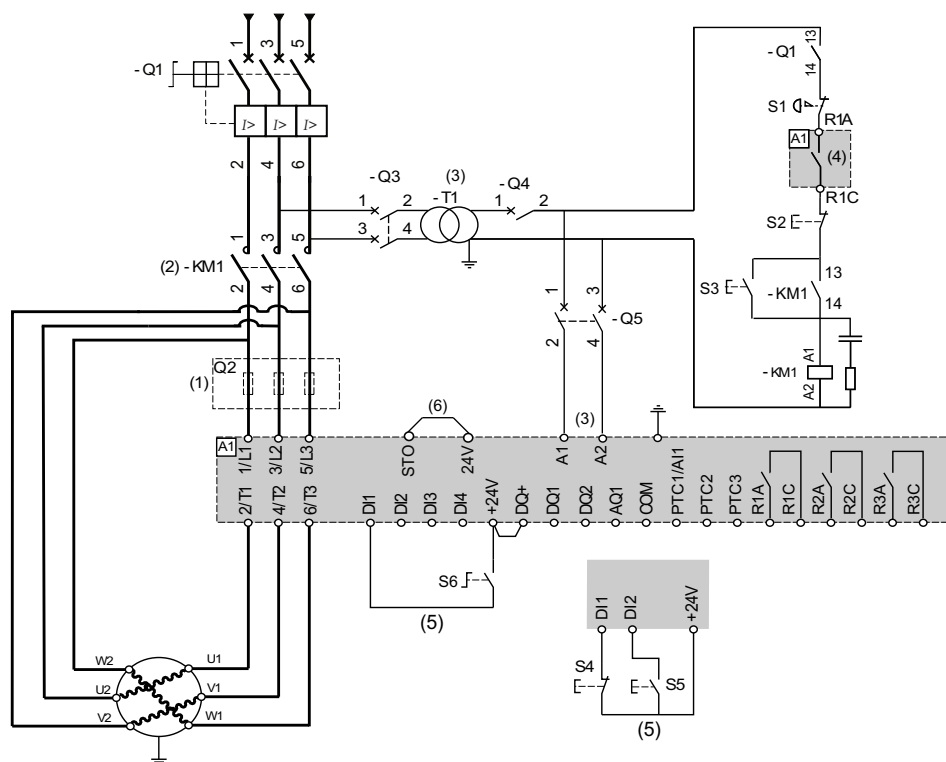 1 3 5
-Q1
I> I> I>
2 4 6
-Q3
(3)
-T1
-Q4
1 2
3 4
1 2
13
-Q1
14
S1
R1A
A1
(4)
R1C
S2
S3
13
-KM1
14
A1
-KM1
A2
1 3 5
(2) -KM1
2 4 6
1 3
-Q5
2 4
Q2
(1)
(6)
(3)
A1
1/L1 3/L2 5/L3
STO 24V
A1 A2
2/T1 4/T2 6/T3
DI1 DI2 DI3 DI4 +24V DQ+ DQ1 DQ2 AQ1 COM PTC1/AI1 PTC2 PTC3 R1A R1C R2A R2C R3A R3C
S6
(5)
DI1 DI2 +24V
S4
S5
(5)
W2 U1
U2 V1
V2 W1